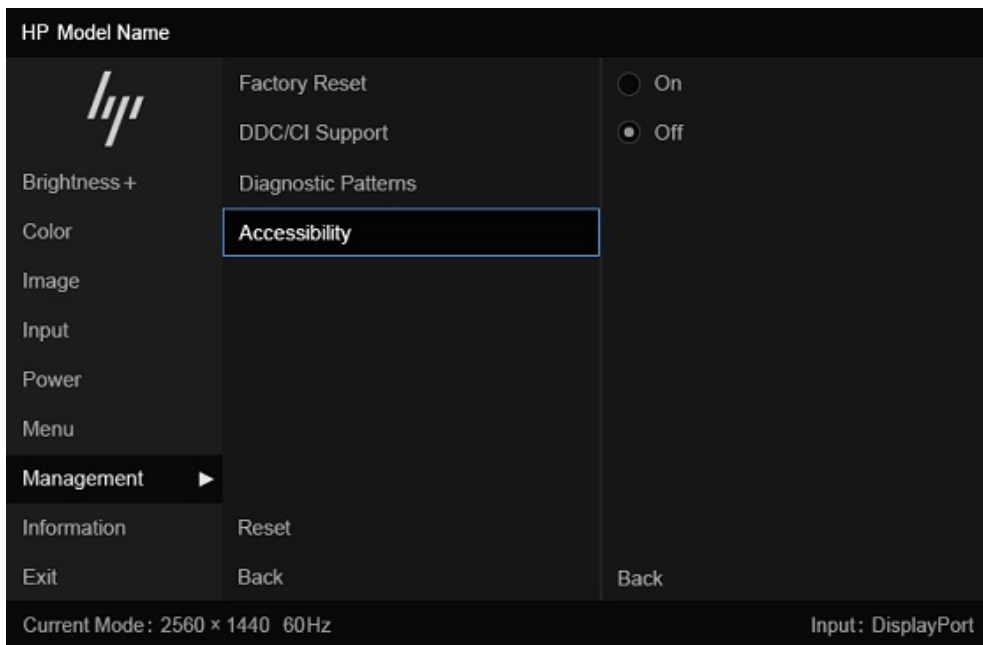 HP Model Name
hp
Brightness+
Color
Image
Input
Power
Menu
Management
Information
Exit
Factory Reset
DDC/CI Support
Diagnostic Patterns
Accessibility
Reset
Back
On
Off
Back
Current Mode: 2560 × 1440 60Hz
Input: DisplayPort